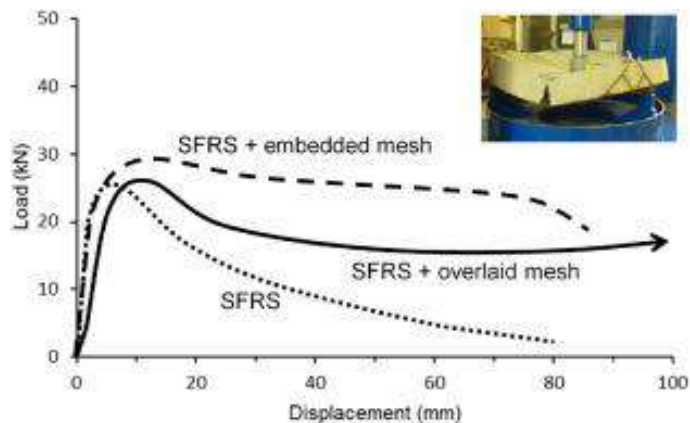 50
40
30
20
10
0
Load (kN)
SFRS + embedded mesh
SFRS + overlaid mesh
SFRS
0 20 40 60 80 100
Displacement (mm)